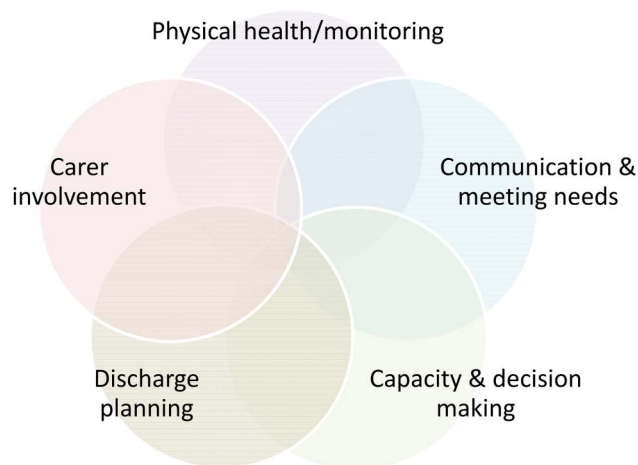 Physical health/monitoring
Carer
involvement
Communication &
meeting needs
Discharge
planning
Capacity & decision
making